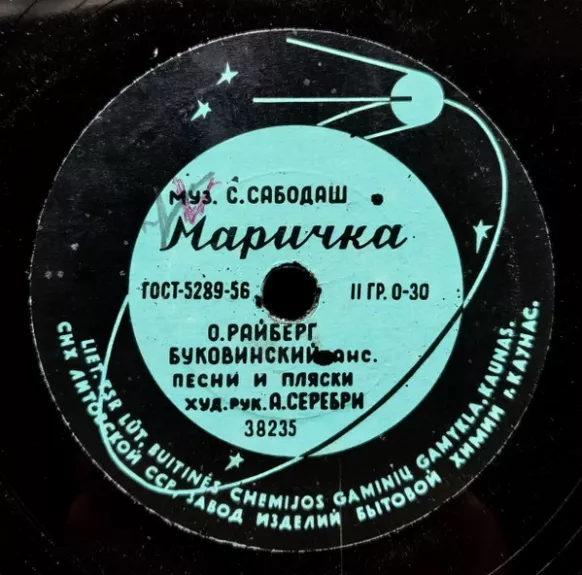 Муз. С. САБОДАШ
Маричка
ГОСТ-5289-56 II ГР. 0-30
О. РАЙБЕРГ
БУКОВИНСКИЙ анс.
ПЕСНИ И ПЛЯСКИ
худ. рук. А. СЕРЕБРИ
38235
LIET. CSR LŪT, BUITINĖS CHEMIJOS GAMINIŲ GAMYKLA, KAUNAS.
СНХ ЛИТОВСКОЙ ССР, ЗАВОД ИЗДЕЛИЙ БЫТОВОЙ ХИМИИ г. КАУНАС.